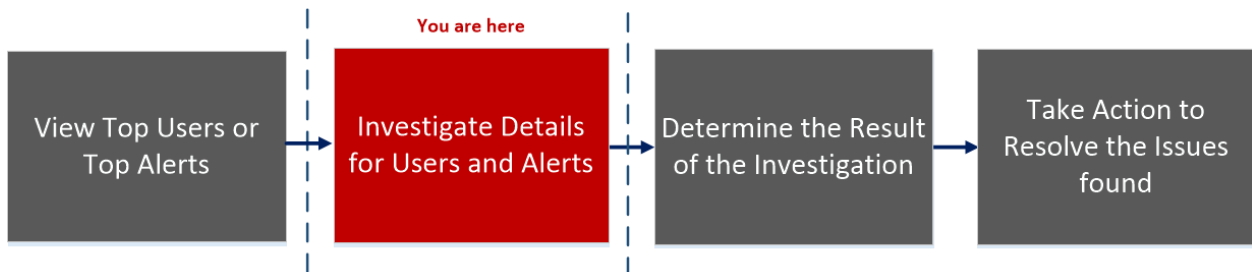 You are here
View Top Users or
Top Alerts
Investigate Details
for Users and Alerts
Determine the Result
of the Investigation
Take Action to
Resolve the Issues
found